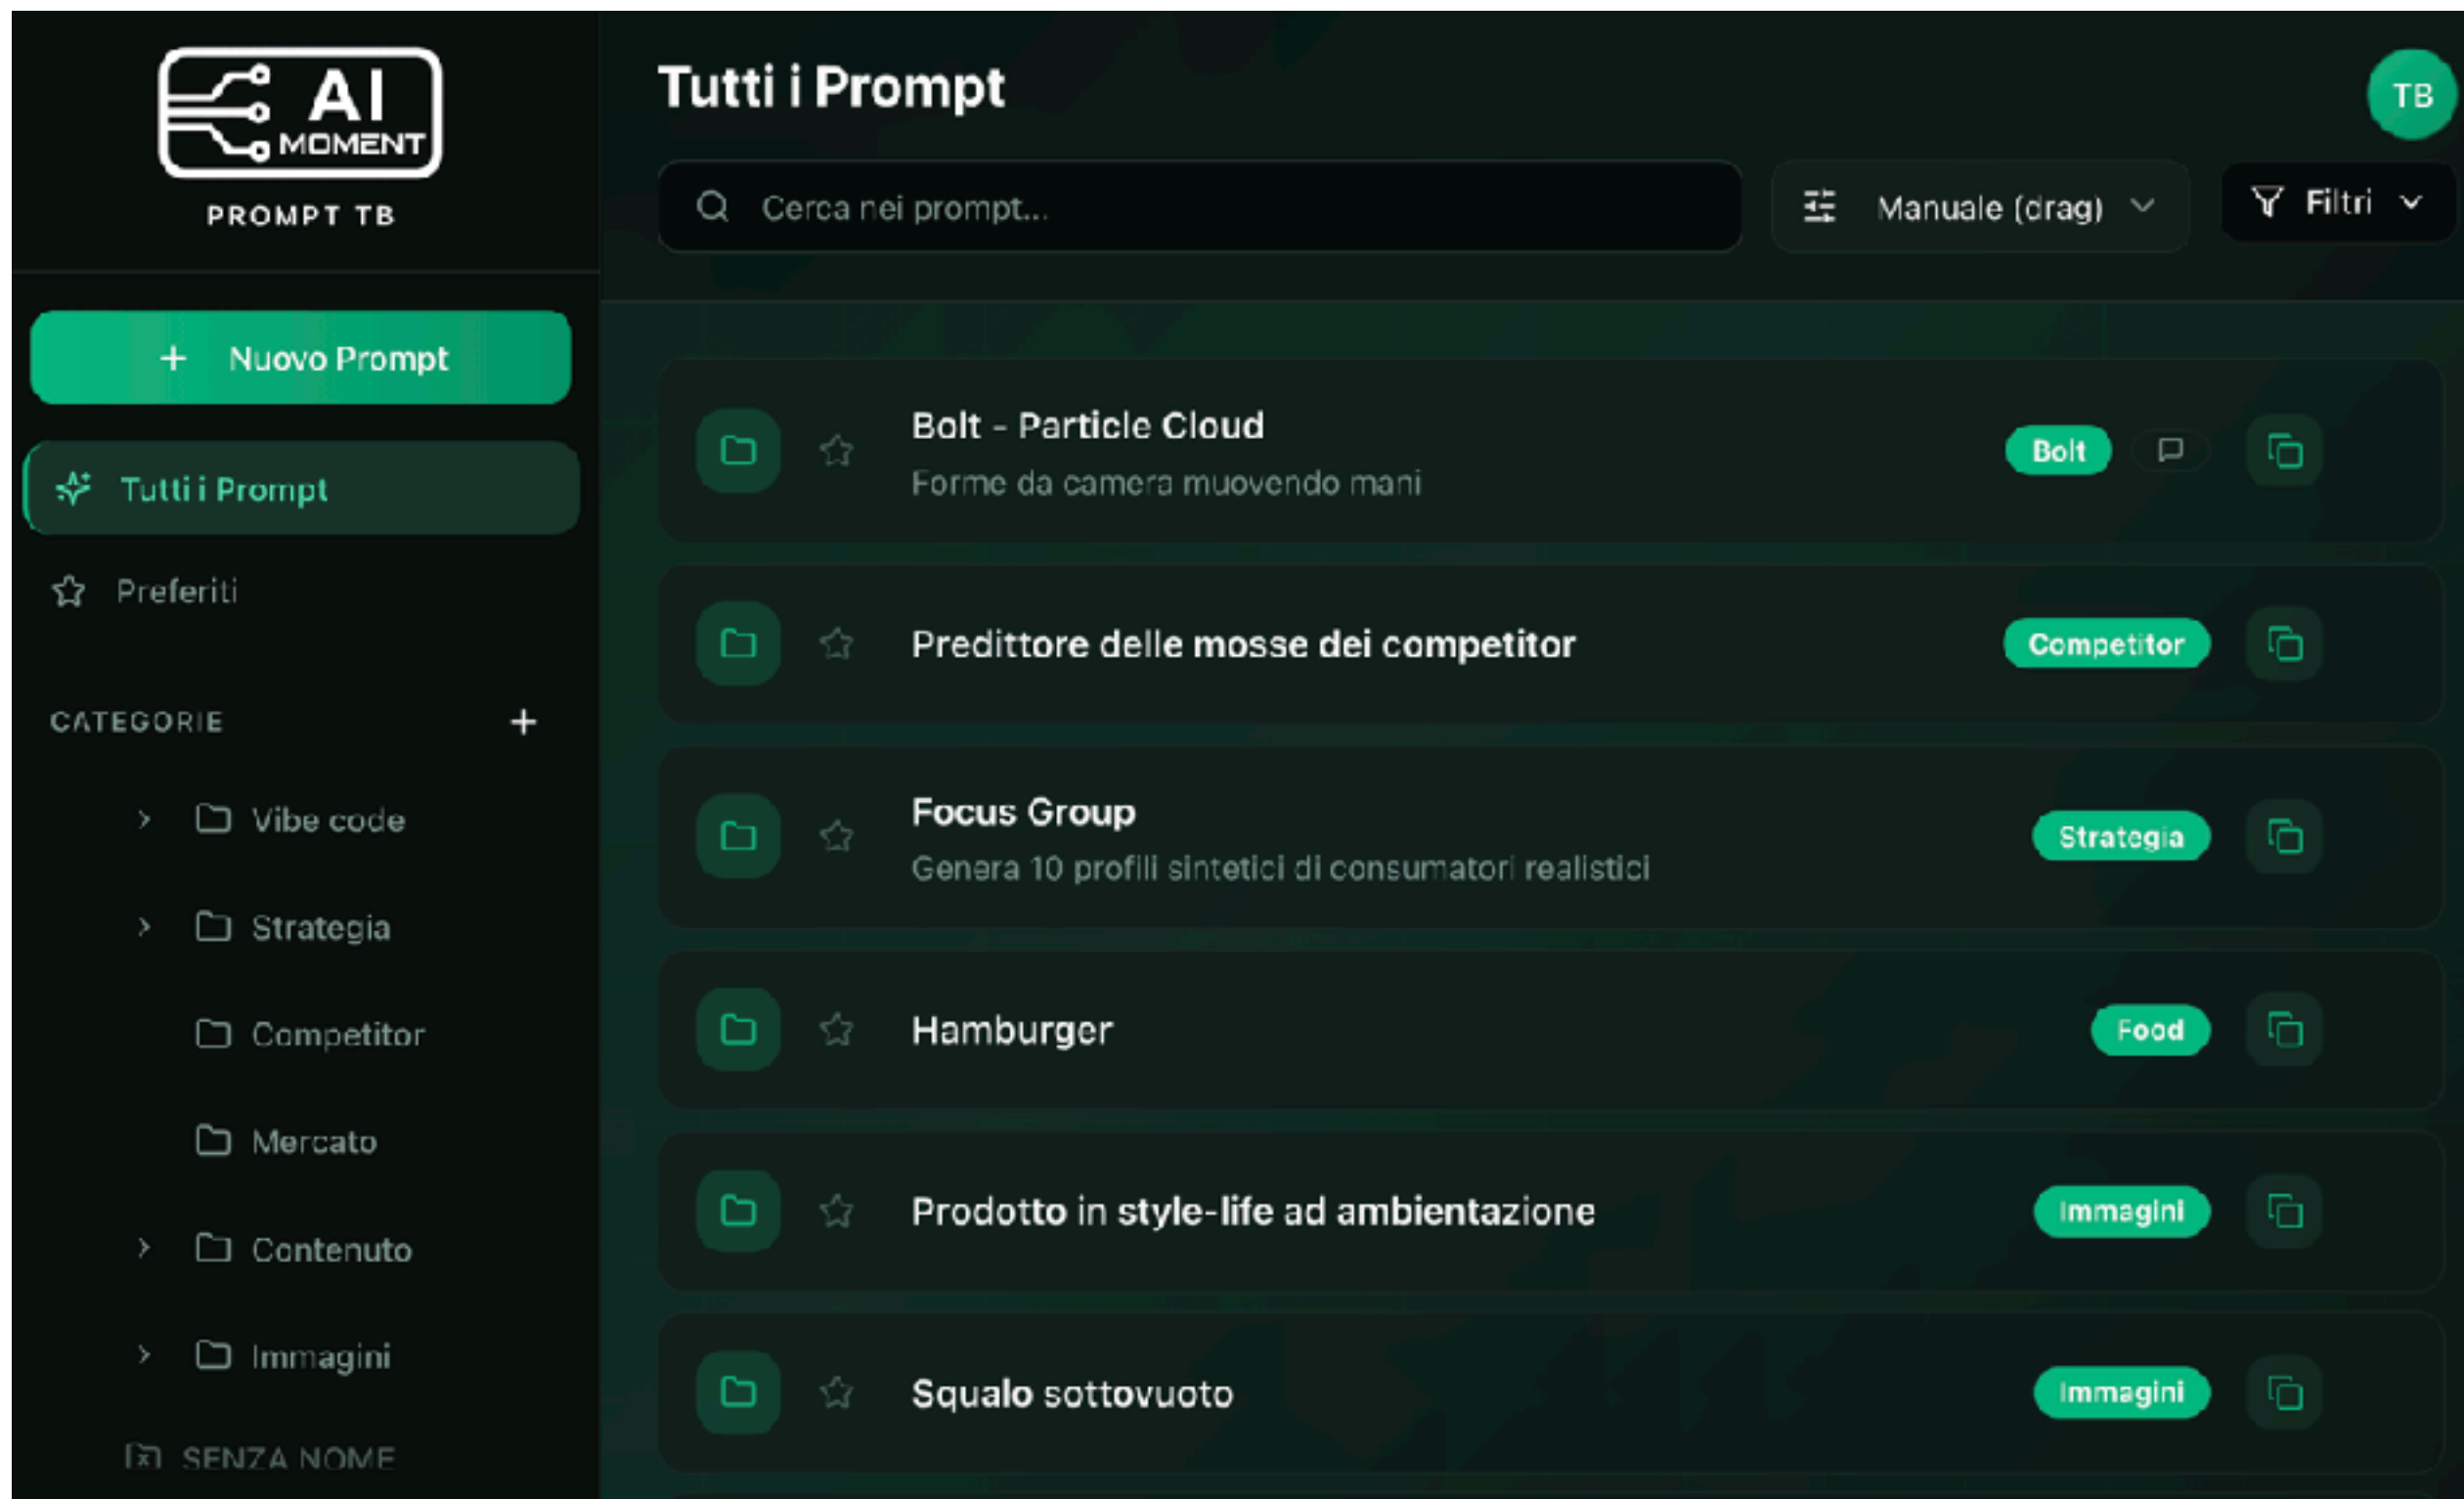 AI
MOMENT
PROMPT TB
Nuovo Prompt
Tutti i Prompt
Preferiti
CATEGORIE
Vibe code
Strategia
Competitor
Mercato
Contenuto
Immagini
SENZA NOME
Tutti i Prompt
TB
Cerca nei prompt...
Manuale (drag)
Filtri
Bolt - Particle Cloud
Forme da camera muovendo mani
Bolt
Predittore delle mosse dei competitor
Competitor
Focus Group
Genera 10 profili sintetici di consumatori realistici
Strategia
Hamburger
Food
Prodotto in style-life ad ambientazione
Immagini
Squalo sottovuoto
Immagini